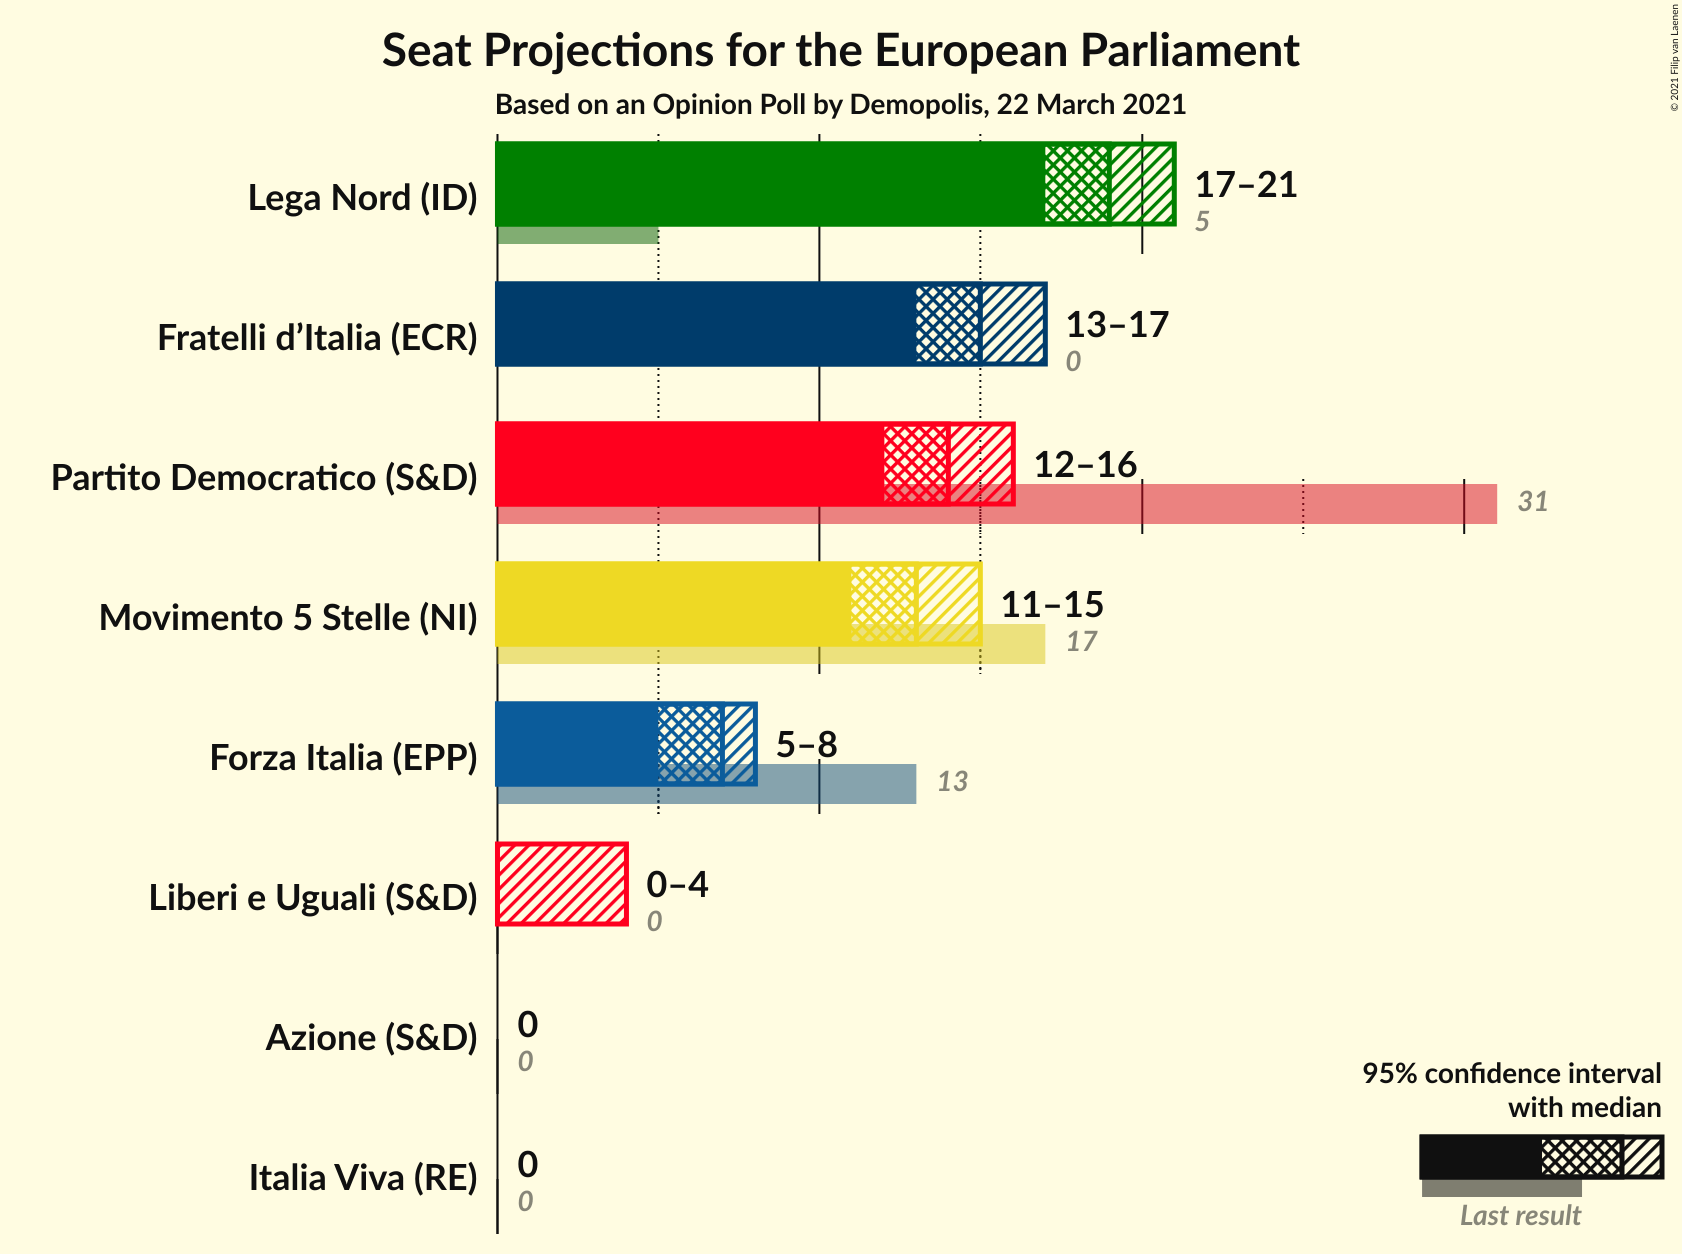 Seat Projections for the European Parliament
Based on an Opinion Poll by Demopolis, 22 March 2021
© 2021 Filip van Laenen
Lega Nord (ID)
17–21
5
Fratelli d’Italia (ECR)
13–17
0
Partito Democratico (S&D)
12–16
31
Movimento 5 Stelle (NI)
11–15
17
Forza Italia (EPP)
5–8
13
Liberi e Uguali (S&D)
0–4
0
Azione (S&D)
0
0
Italia Viva (RE)
0
0
95% confidence interval
with median
Last result